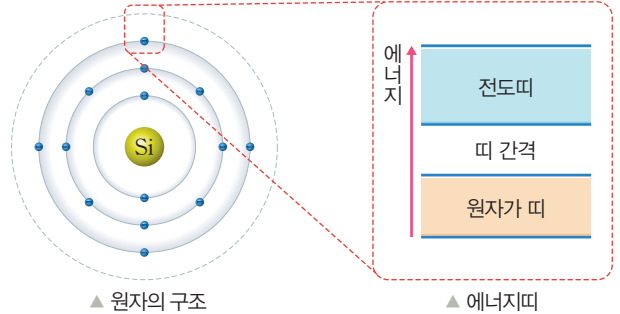 Si
▲ 원자의 구조
에너지
전도띠
띠 간격
원자가 띠
▲ 에너지띠